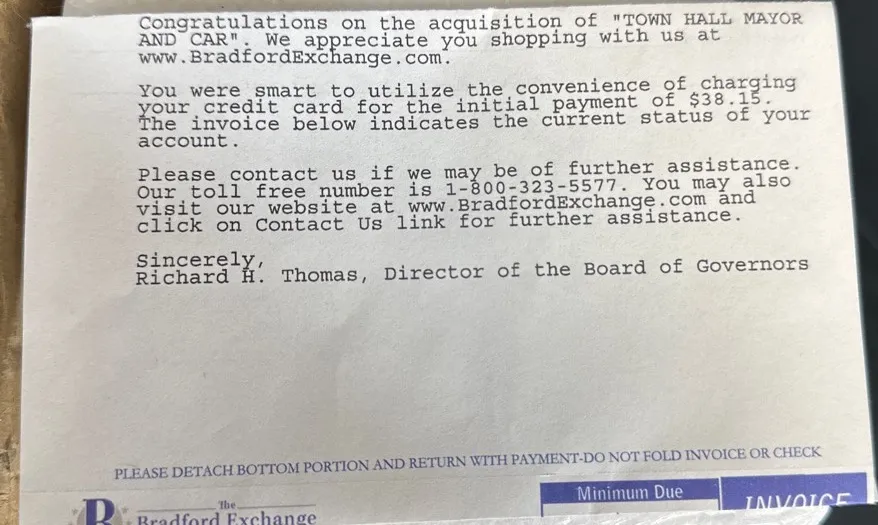 Congratulations on the acquisition of "TOWN HALL MAYOR
AND CAR". We appreciate you shopping with us at
www.BradfordExchange.com.
You were smart to utilize the convenience of charging
your credit card for the initial payment of $38.15.
The invoice below indicates the current status of your
account.
Please contact us if we may be of further assistance.
Our toll free number is 1-800-323-5577. You may also
visit our website at www.BradfordExchange.com and
click on Contact Us link for further assistance.
Sincerely,
Richard H. Thomas, Director of the Board of Governors
PLEASE DETACH BOTTOM PORTION AND RETURN WITH PAYMENT-DO NOT FOLD INVOICE OR CHECK
B
The
Bradford Exchange
Minimum Due
INVOICE